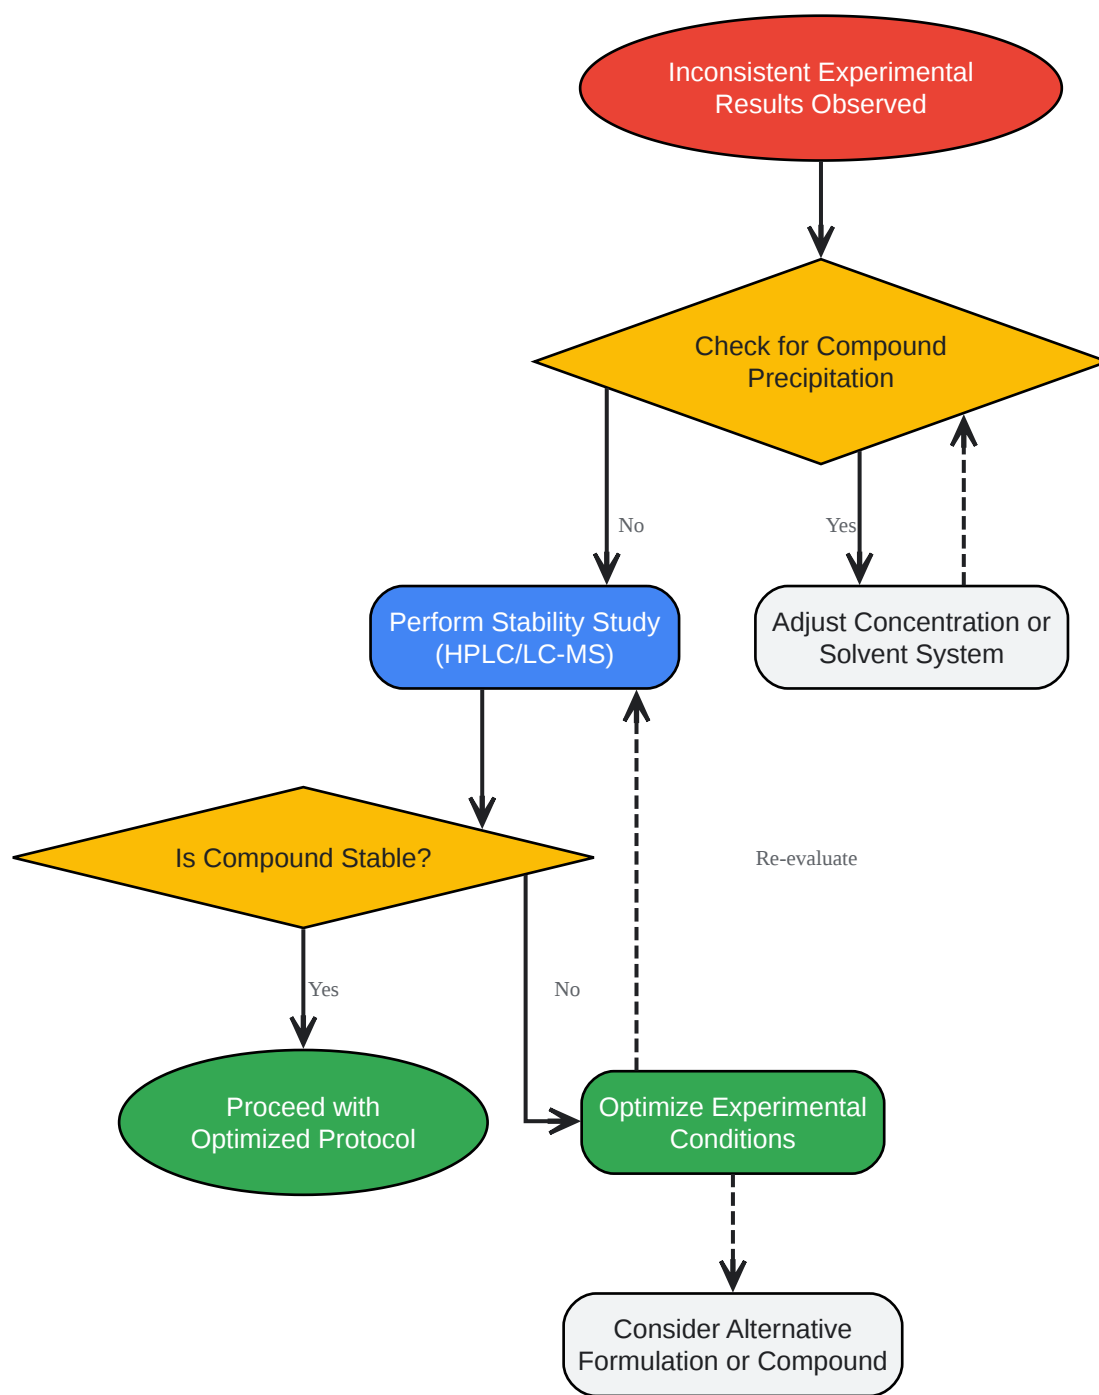 Inconsistent Experimental
Results Observed
Check for Compound
Precipitation
No
Yes
Perform Stability Study
(HPLC/LC-MS)
Adjust Concentration or
Solvent System
Is Compound Stable?
Re-evaluate
Yes
No
Proceed with
Optimized Protocol
Optimize Experimental
Conditions
Consider Alternative
Formulation or Compound